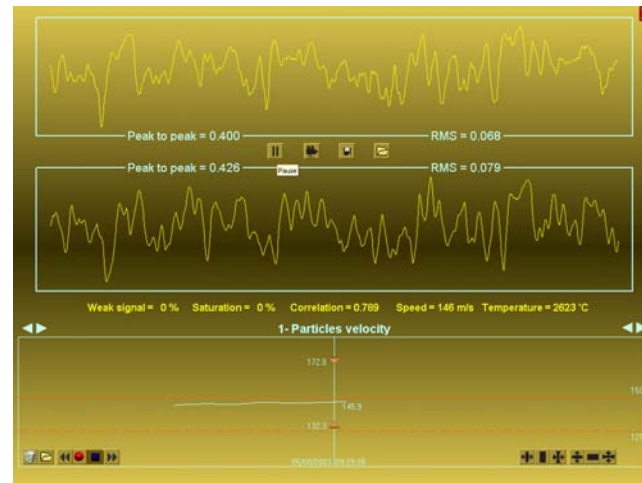 Peak to peak = 0.400 RMS = 0.068
Peak to peak = 0.426 RMS = 0.079
Pause
Weak signal = 0 % Saturation = 0 % Correlation = 0.789 Speed = 146 m/s Temperature = 2623 °C
1- Particles velocity
172.8
145.9
132.3